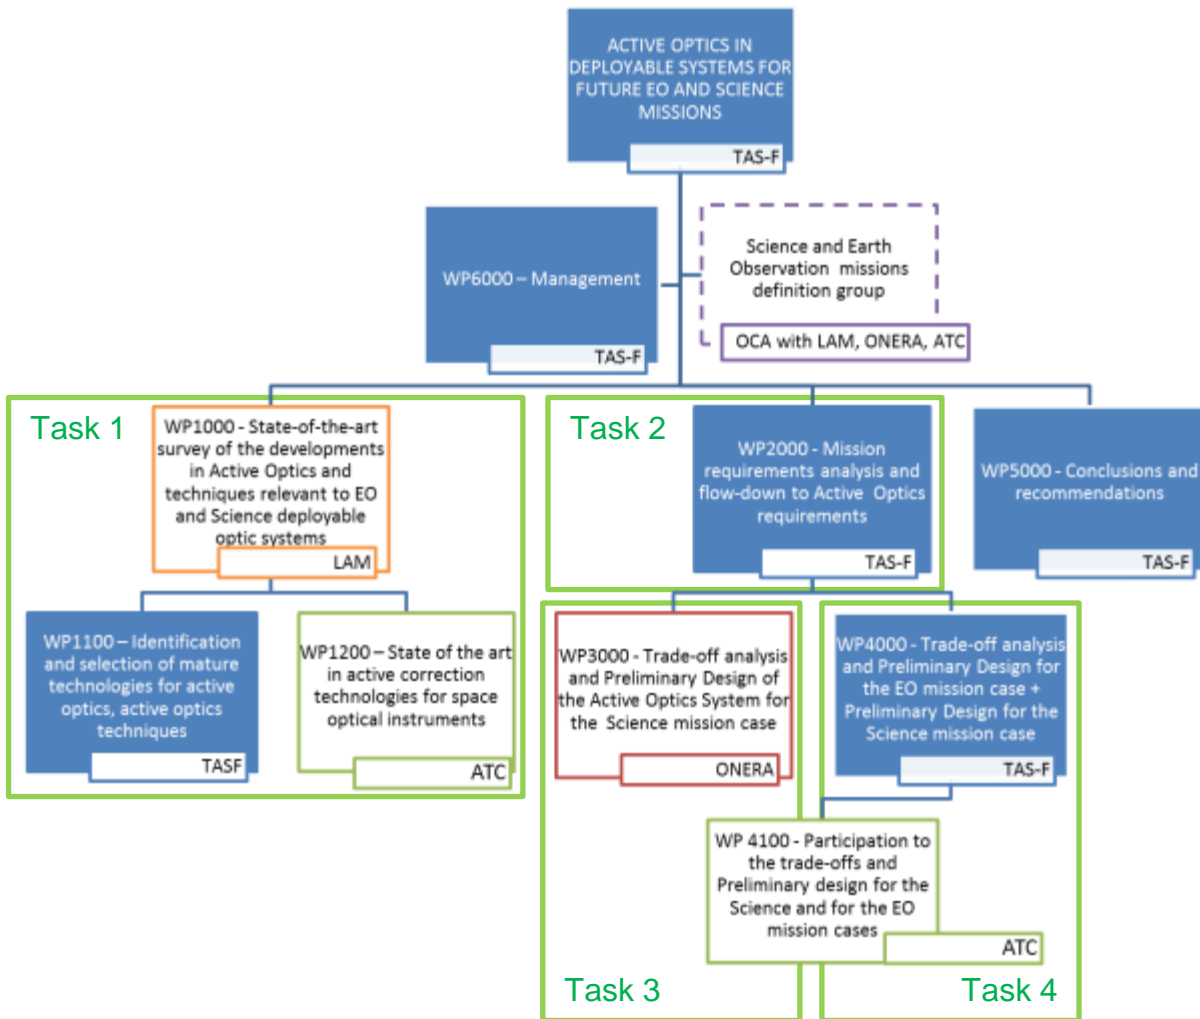 ACTIVE OPTICS IN
DEPLOYABLE SYSTEMS FOR
FUTURE EO AND SCIENCE
MISSIONS
TAS-F
WP6000 – Management
TAS-F
Science and Earth
Observation missions
definition group
OCA with LAM, ONERA, ATC
Task 1
WP1000 - State-of-the-art
survey of the developments
in Active Optics and
techniques relevant to EO
and Science deployable
optic systems
LAM
Task 2
WP2000 - Mission
requirements analysis and
flow-down to Active Optics
requirements
TAS-F
WP5000 - Conclusions and
recommendations
TAS-F
WP1100 – Identification
and selection of mature
technologies for active
optics, active optics
techniques
TASF
WP1200 – State of the art
in active correction
technologies for space
optical instruments
ATC
WP3000 - Trade-off analysis
and Preliminary Design of
the Active Optics System for
the Science mission case
ONERA
WP4000 - Trade-off analysis
and Preliminary Design for
the EO mission case +
Preliminary Design for the
Science mission case
TAS-F
WP 4100 - Participation to
the trade-offs and
Preliminary design for the
Science and for the EO
mission cases
ATC
Task 3
Task 4